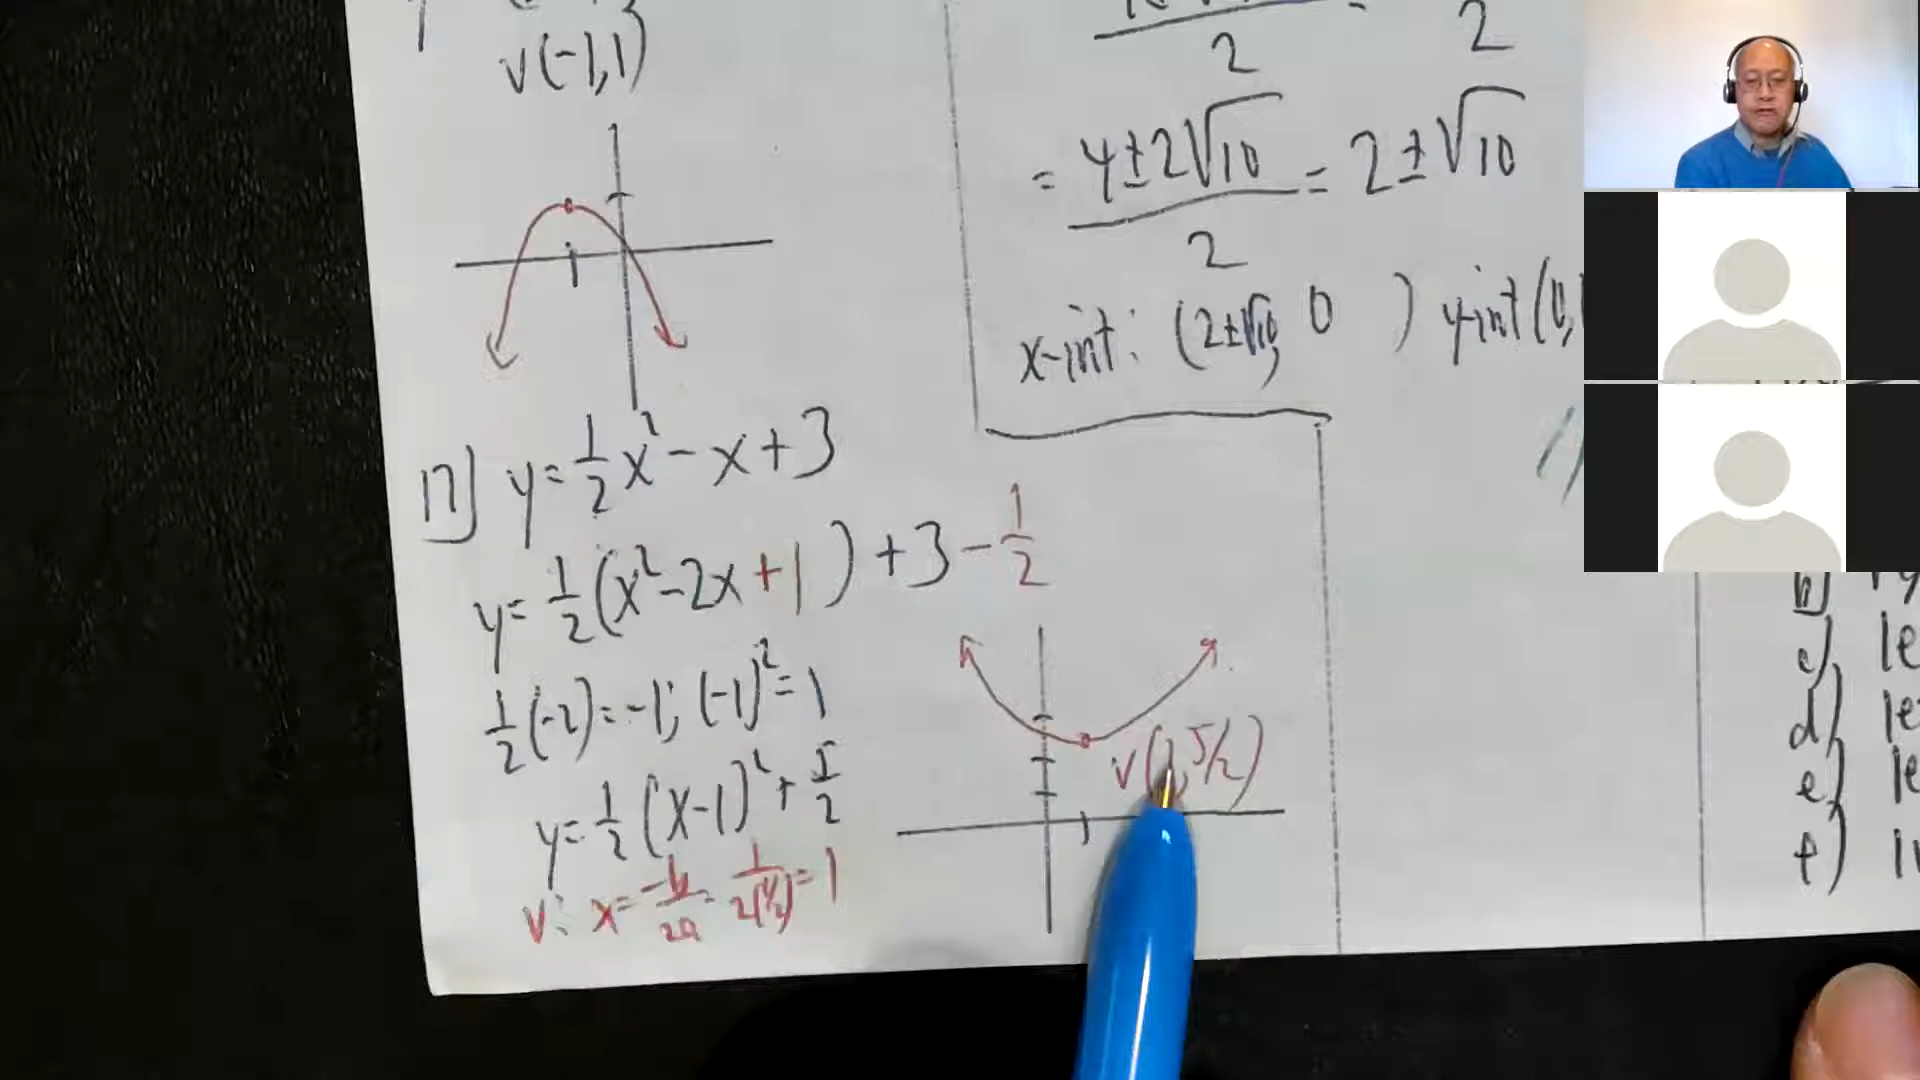 v(-1,1)
17) y=½x²-x+3
y=½(x²-2x+1)+3-½
½(-2)=-1; (-1)²=1
y=½(x-1)²+5/2
v: x=-b/2a=1/2(1/2)=1
v(1,5/2)
2
2
=(4±2√10)/2=2±√10
x-int: (2±√10, 0) y-int(0,
b)
c) le
d) le
e) le
f)